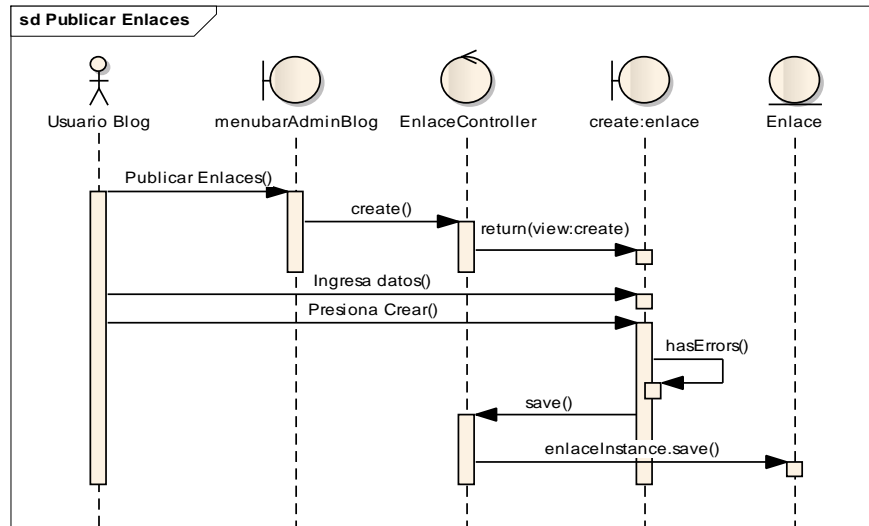 sd Publicar Enlaces
Usuario Blog
menubarAdminBlog
EnlaceController
create:enlace
Enlace
Publicar Enlaces()
create()
return(view:create)
Ingresa datos()
Presiona Crear()
hasErrors()
save()
enlaceInstance.save()